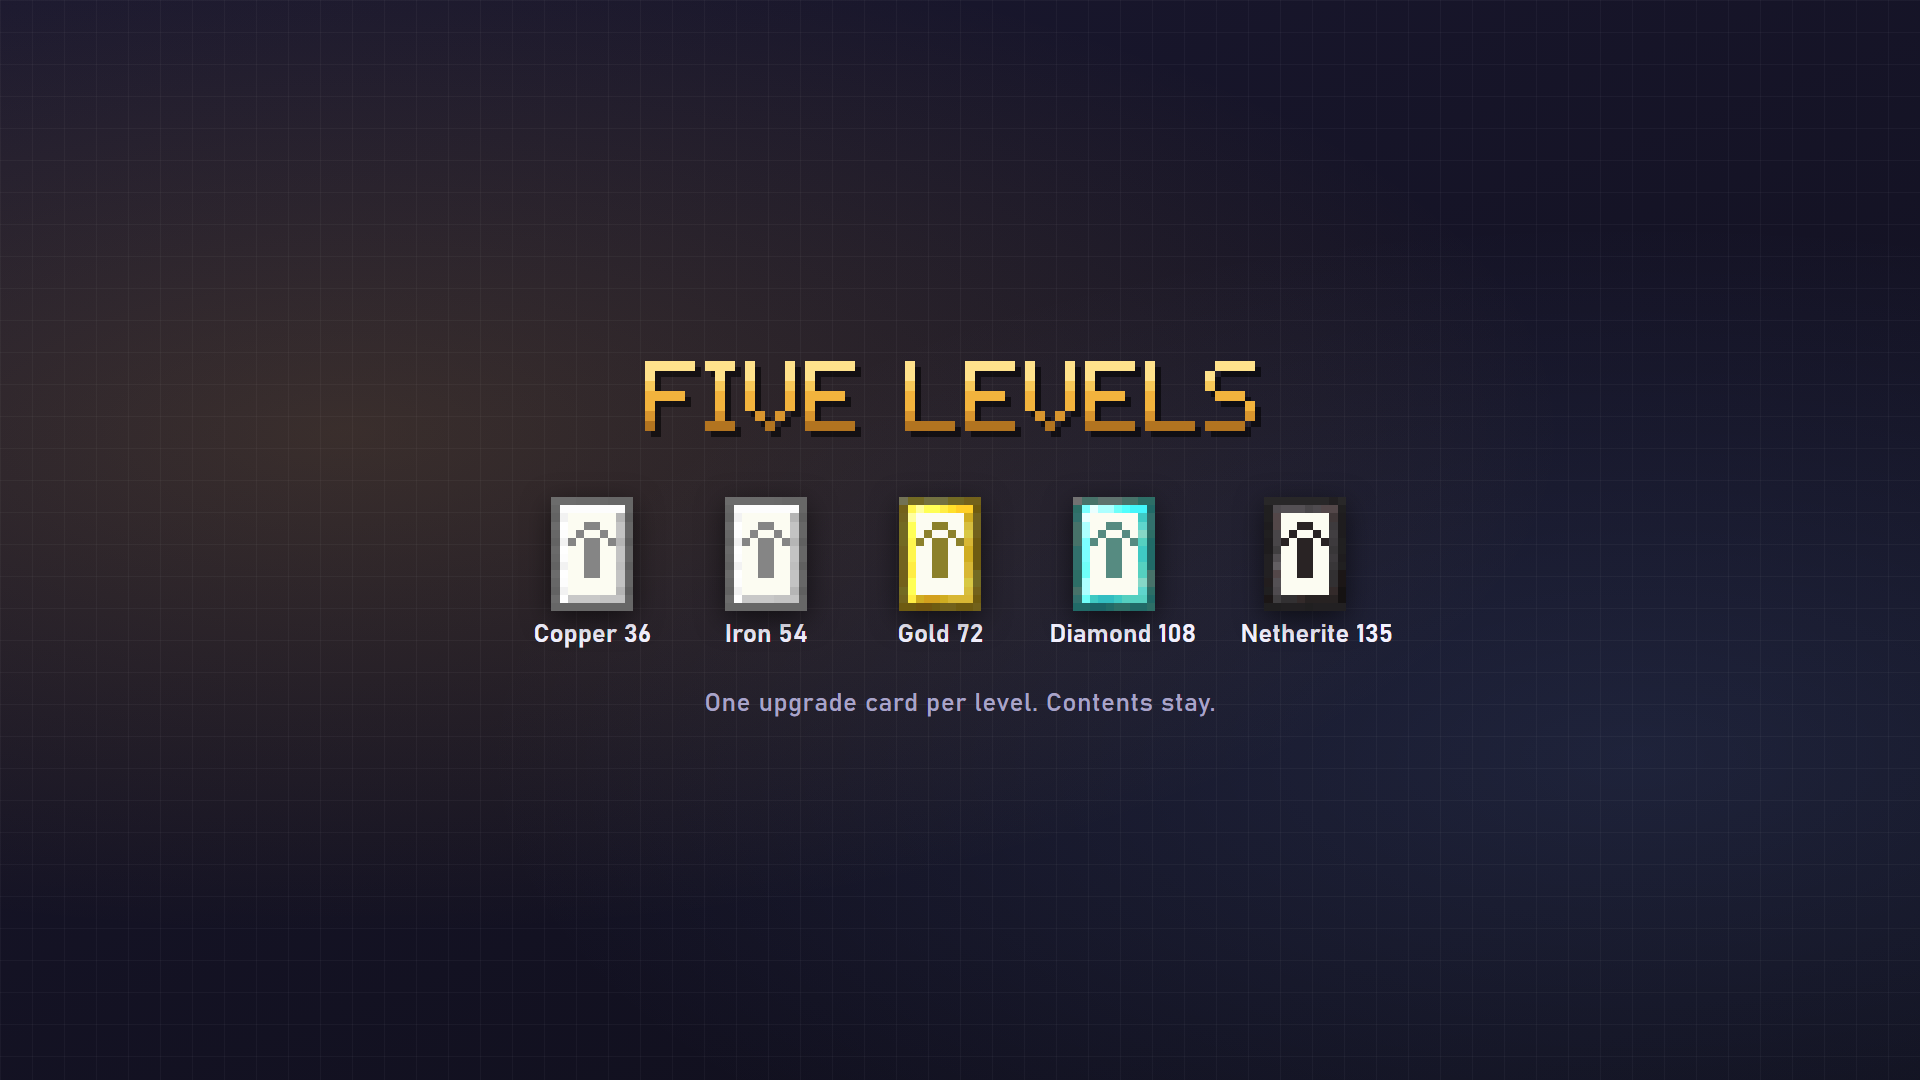 FIVE LEVELS
Copper 36 Iron 54 Gold 72 Diamond 108 Netherite 135
One upgrade card per level. Contents stay.